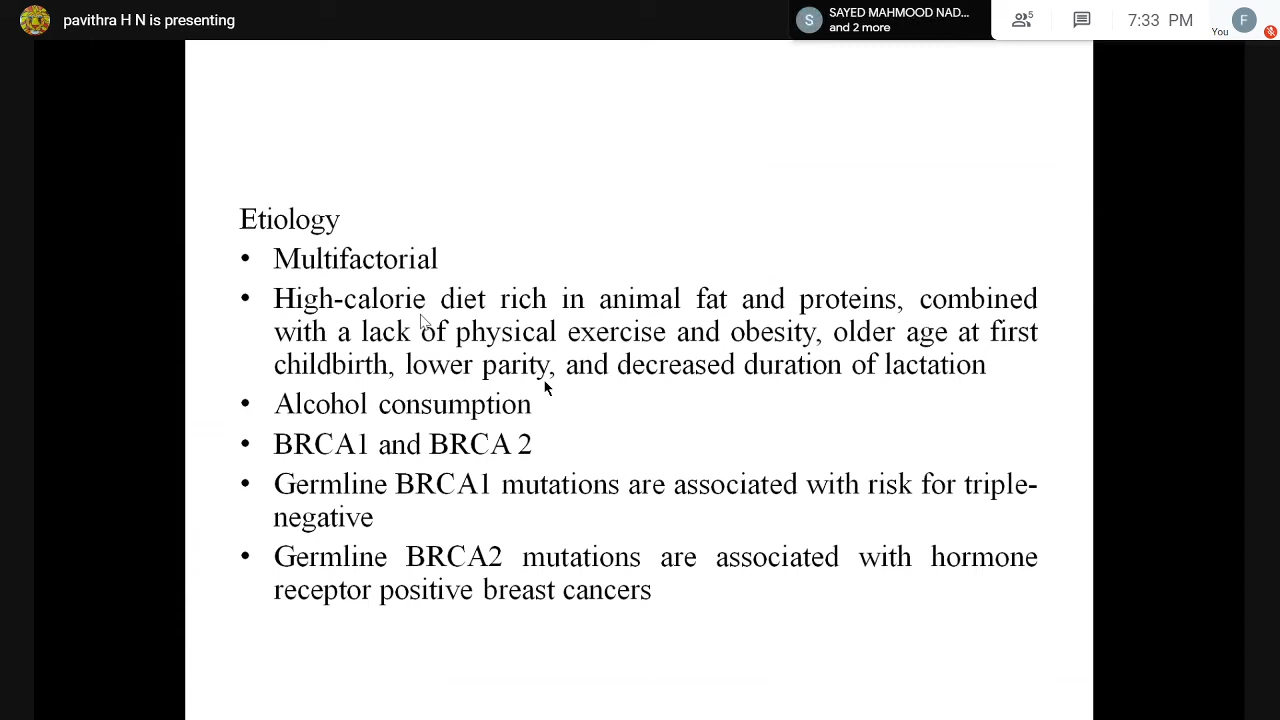 pavithra H N is presenting
S
SAYED MAHMOOD NAD...
and 2 more
5
7:33 PM
You
F
Etiology
• Multifactorial
• High-calorie diet rich in animal fat and proteins, combined
with a lack of physical exercise and obesity, older age at first
childbirth, lower parity, and decreased duration of lactation
• Alcohol consumption
• BRCA1 and BRCA 2
• Germline BRCA1 mutations are associated with risk for triple-
negative
• Germline BRCA2 mutations are associated with hormone
receptor positive breast cancers